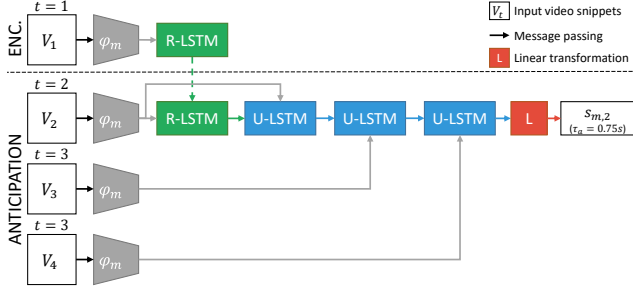 ENC.
t = 1
V₁
φₘ
R-LSTM
Vₜ Input video snippets
Message passing
L Linear transformation
ANTICIPATION
t = 2
V₂
φₘ
R-LSTM
U-LSTM
U-LSTM
U-LSTM
L
sₘ,₂
(τₐ = 0.75s)
t = 3
V₃
φₘ
t = 3
V₄
φₘ